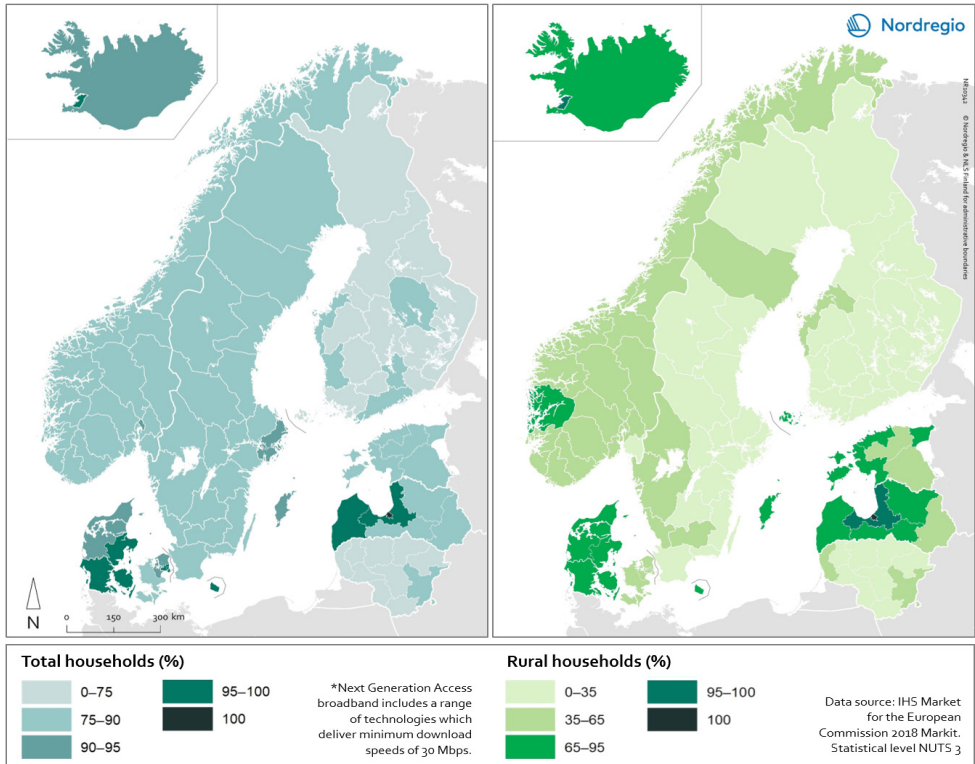 Nordregio
NR10942 © Nordregio & NLS Finland for administrative boundaries
N
0 150 300 km
Total households (%)
0–75
75–90
90–95
95–100
100
*Next Generation Access
broadband includes a range
of technologies which
deliver minimum download
speeds of 30 Mbps.
Rural households (%)
0–35
35–65
65–95
95–100
100
Data source: IHS Market
for the European
Commission 2018 Markit.
Statistical level NUTS 3